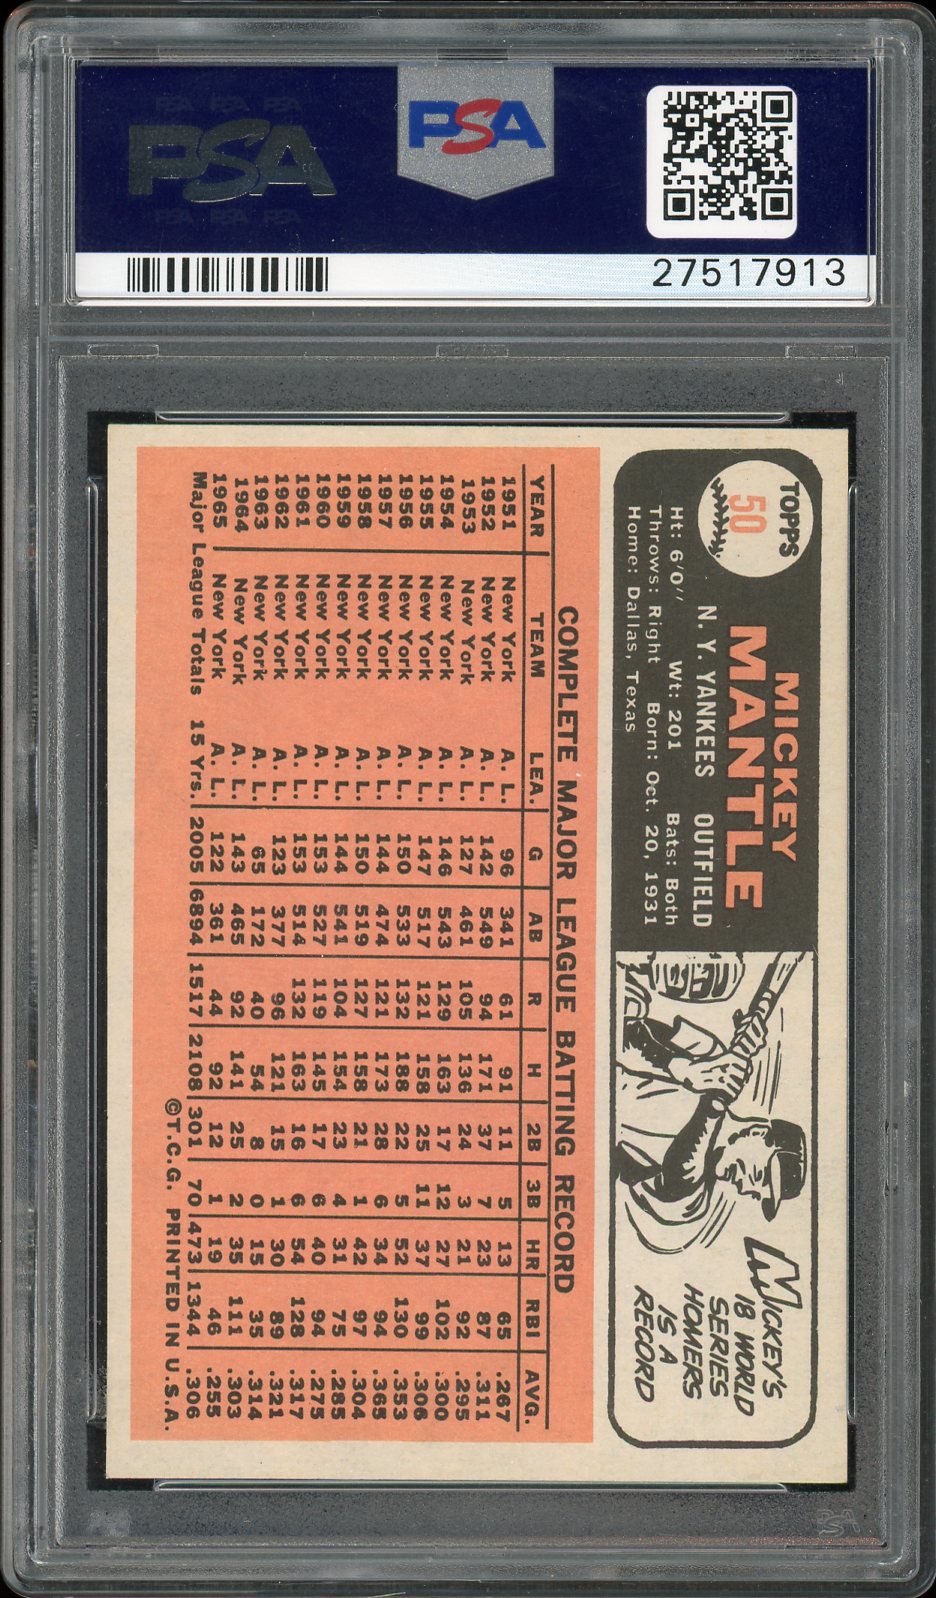 PSA PSA PSA
PSA
PSA PSA PSA
PSA
27517913
TOPPS
50
MICKEY
MANTLE
N. Y. YANKEES OUTFIELD
Ht: 6'0" Wt: 201 Bats: Both
Throws: Right Born: Oct. 20, 1931
Home: Dallas, Texas
MICKEY'S
18 WORLD
SERIES
HOMERS
IS A
RECORD
COMPLETE MAJOR LEAGUE BATTING RECORD
YEAR TEAM LEA. G AB R H 2B 3B HR RBI AVG.
1951 New York A. L. 96 341 61 91 11 5 13 65 .267
1952 New York A. L. 142 549 94 171 37 7 23 87 .311
1953 New York A. L. 127 461 105 136 24 3 21 92 .295
1954 New York A. L. 146 543 129 163 17 12 27 102 .300
1955 New York A. L. 147 517 121 158 25 11 37 99 .306
1956 New York A. L. 150 533 132 188 22 5 52 130 .353
1957 New York A. L. 144 474 121 173 28 6 34 94 .365
1958 New York A. L. 150 519 127 158 21 1 42 97 .304
1959 New York A. L. 144 541 104 154 23 4 31 75 .285
1960 New York A. L. 153 527 119 145 17 6 40 94 .275
1961 New York A. L. 153 514 132 163 16 6 54 128 .317
1962 New York A. L. 123 377 96 121 15 1 30 89 .321
1963 New York A. L. 65 172 40 54 8 0 15 35 .314
1964 New York A. L. 143 465 92 141 25 2 35 111 .303
1965 New York A. L. 122 361 44 92 12 1 19 46 .255
Major League Totals 15 Yrs. 2005 6894 1517 2108 301 70 473 1344 .306
©T.C.G. PRINTED IN U.S.A.
PSA